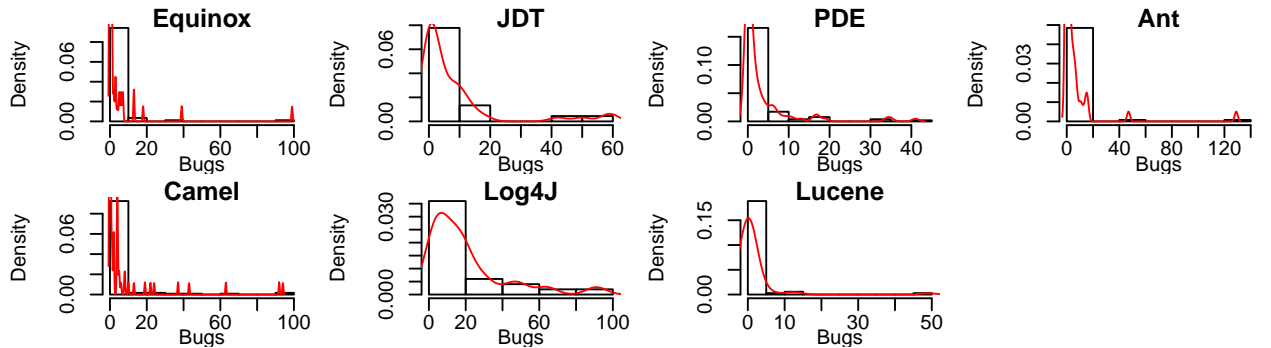 Equinox
Density
0.00 0.06
0 20 60 100
Bugs
JDT
Density
0.00 0.06
0 20 40 60
Bugs
PDE
Density
0.00 0.10
0 10 20 30 40
Bugs
Ant
Density
0.00 0.03
0 40 80 120
Bugs
Camel
Density
0.00 0.06
0 20 60 100
Bugs
Log4J
Density
0.000 0.030
0 20 60 100
Bugs
Lucene
Density
0.00 0.15
0 10 30 50
Bugs